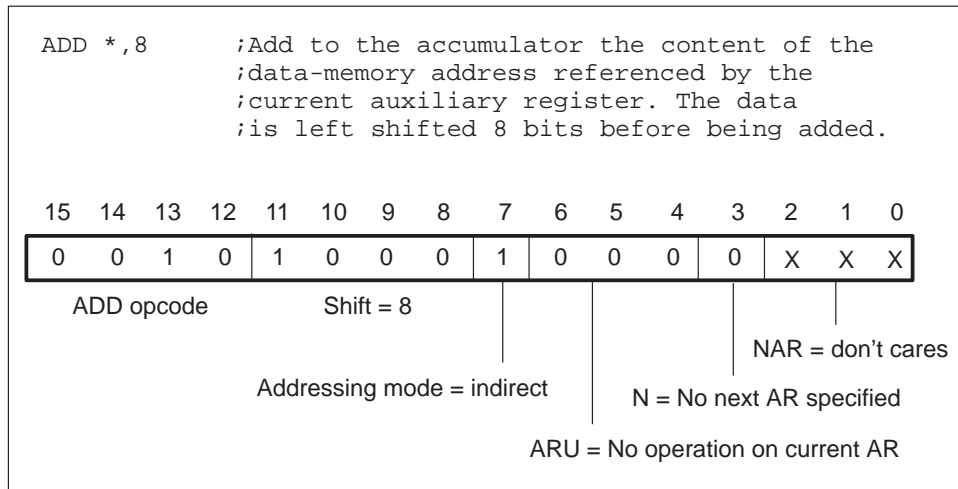 ADD *,8 ;Add to the accumulator the content of the
;data-memory address referenced by the
;current auxiliary register. The data
;is left shifted 8 bits before being added.
15 14 13 12 11 10 9 8 7 6 5 4 3 2 1 0
0 0 1 0 1 0 0 0 1 0 0 0 0 X X X
ADD opcode Shift = 8
NAR = don't cares
Addressing mode = indirect N = No next AR specified
ARU = No operation on current AR